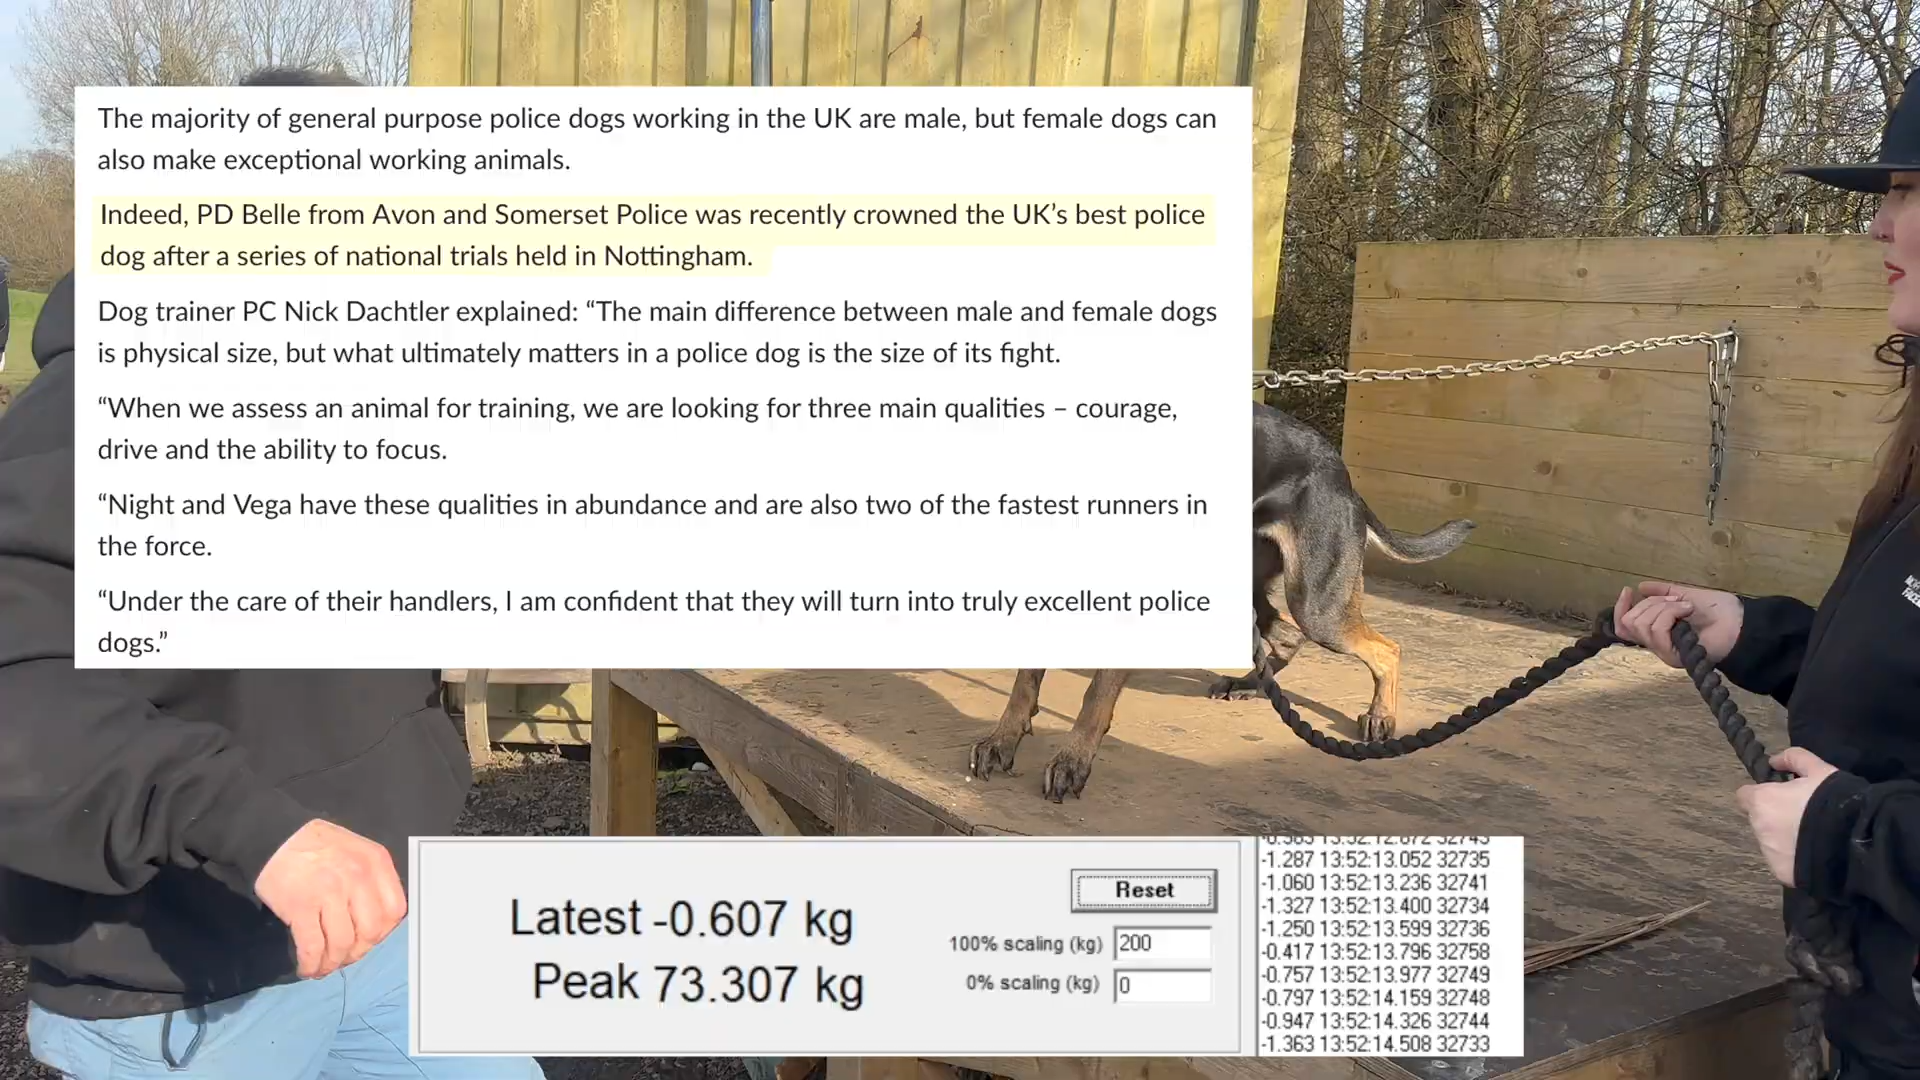 The majority of general purpose police dogs working in the UK are male, but female dogs can
also make exceptional working animals.
Indeed, PD Belle from Avon and Somerset Police was recently crowned the UK’s best police
dog after a series of national trials held in Nottingham.
Dog trainer PC Nick Dachtler explained: “The main difference between male and female dogs
is physical size, but what ultimately matters in a police dog is the size of its fight.
“When we assess an animal for training, we are looking for three main qualities – courage,
drive and the ability to focus.
“Night and Vega have these qualities in abundance and are also two of the fastest runners in
the force.
“Under the care of their handlers, I am confident that they will turn into truly excellent police
dogs.”
Latest -0.607 kg
Peak 73.307 kg
Reset
100% scaling (kg) 200
0% scaling (kg) 0
-1.287 13:52:13.052 32735
-1.060 13:52:13.236 32741
-1.327 13:52:13.400 32734
-1.250 13:52:13.599 32736
-0.417 13:52:13.796 32758
-0.757 13:52:13.977 32749
-0.797 13:52:14.159 32748
-0.947 13:52:14.326 32744
-1.363 13:52:14.508 32733